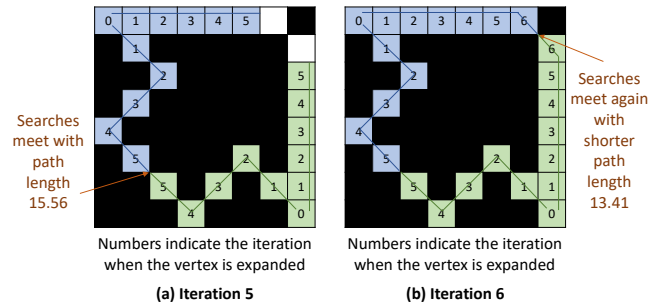 0 1 2 3 4 5
1
2 5
3 4
4 3
5 2 2
5 3 1 1
4 0
Searches
meet with
path
length
15.56
Numbers indicate the iteration
when the vertex is expanded
(a) Iteration 5
0 1 2 3 4 5 6
1 6
2 5
3 4
4 3
5 2 2
5 3 1 1
4 0
Searches
meet again
with
shorter
path
length
13.41
Numbers indicate the iteration
when the vertex is expanded
(b) Iteration 6